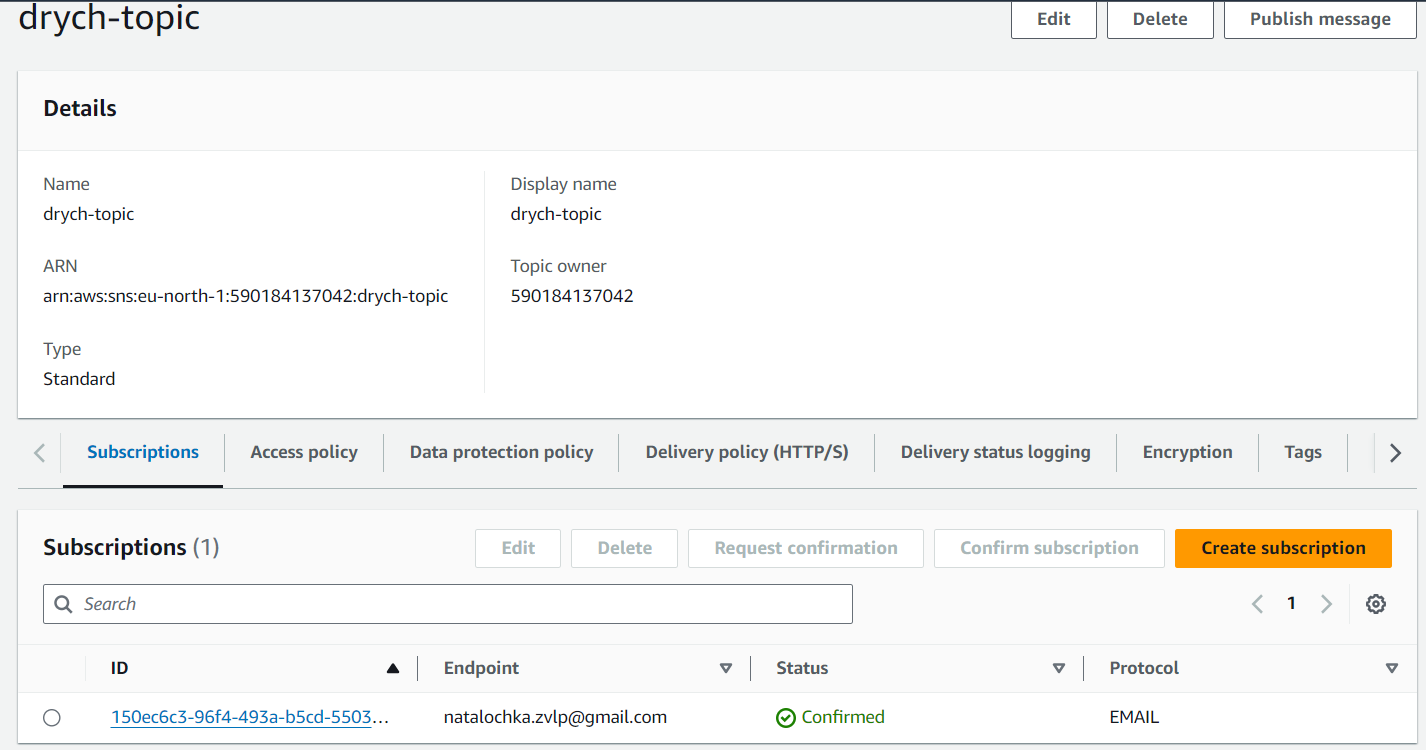 drych-topic
Edit
Delete
Publish message
Details
Name
drych-topic
Display name
drych-topic
ARN
arn:aws:sns:eu-north-1:590184137042:drych-topic
Topic owner
590184137042
Type
Standard
Subscriptions
Access policy
Data protection policy
Delivery policy (HTTP/S)
Delivery status logging
Encryption
Tags
Subscriptions (1)
Edit
Delete
Request confirmation
Confirm subscription
Create subscription
Search
1
ID
Endpoint
Status
Protocol
150ec6c3-96f4-493a-b5cd-5503...
natalochka.zvlp@gmail.com
Confirmed
EMAIL